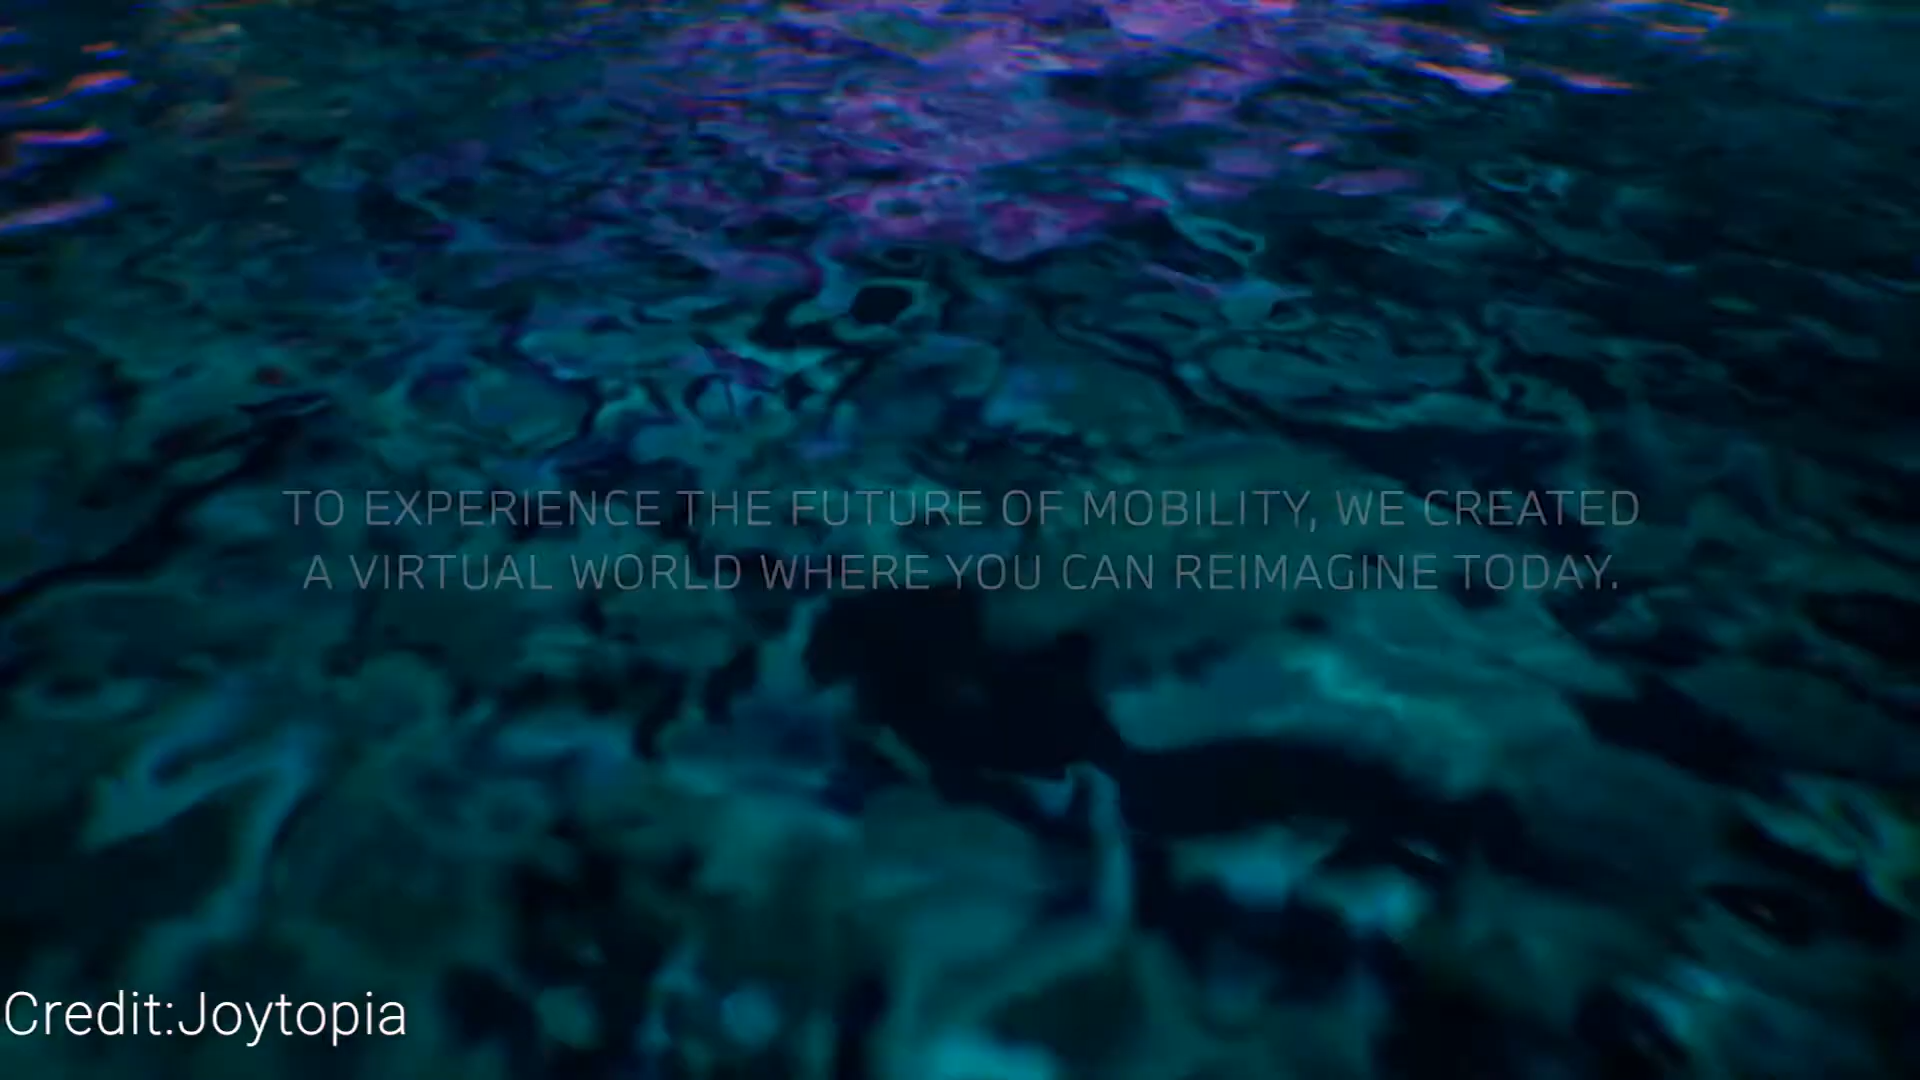 TO EXPERIENCE THE FUTURE OF MOBILITY, WE CREATED
A VIRTUAL WORLD WHERE YOU CAN REIMAGINE TODAY.
Credit:Joytopia